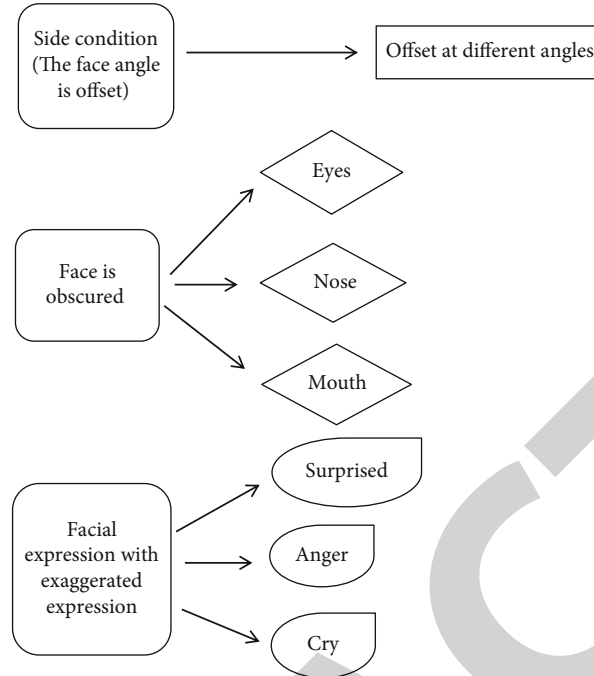 Side condition
(The face angle
is offset)
Offset at different angles
Eyes
Face is
obscured
Nose
Mouth
Surprised
Facial
expression with
exaggerated
expression
Anger
Cry